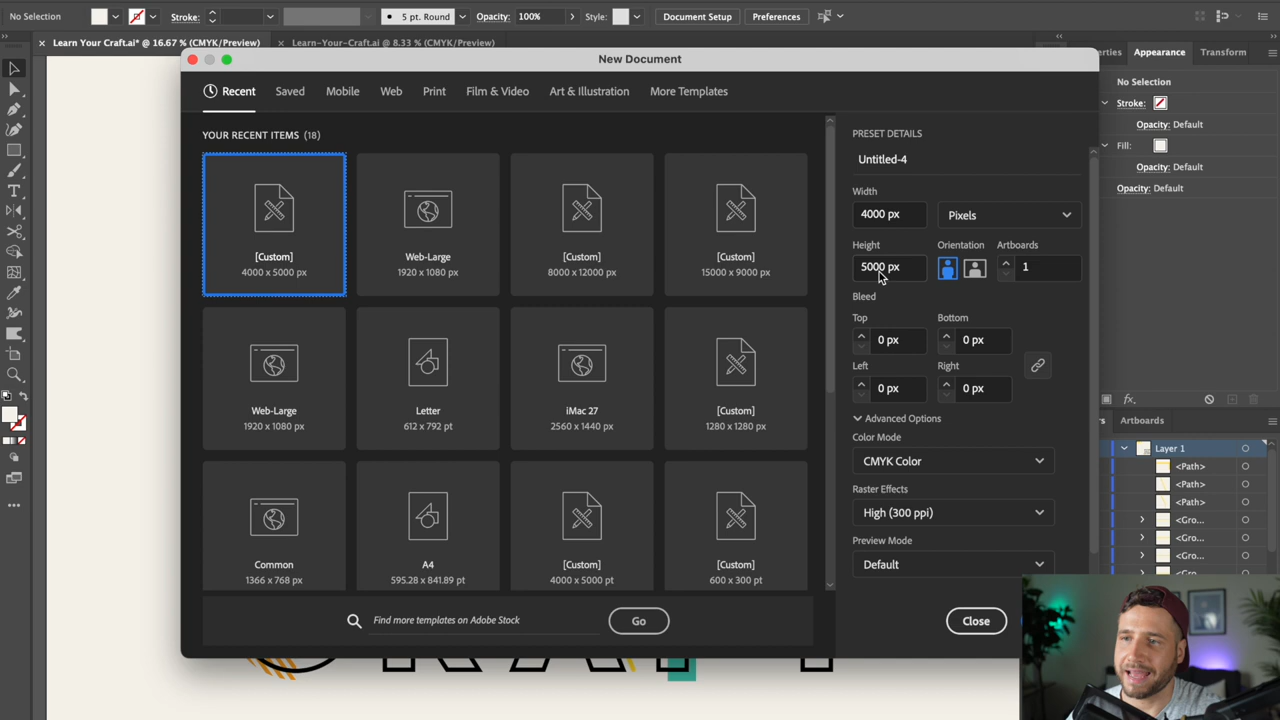 No Selection
Stroke:
5 pt. Round
Opacity: 100%
Style:
Document Setup
Preferences
Learn Your Craft.ai* @ 16.67 % (CMYK/Preview)
Learn-Your-Craft.ai @ 8.33 % (CMYK/Preview)
New Document
Recent
Saved
Mobile
Web
Print
Film & Video
Art & Illustration
More Templates
YOUR RECENT ITEMS (18)
[Custom]
4000 x 5000 px
Web-Large
1920 x 1080 px
[Custom]
8000 x 12000 px
[Custom]
15000 x 9000 px
Web-Large
1920 x 1080 px
Letter
612 x 792 pt
iMac 27
2560 x 1440 px
[Custom]
1280 x 1280 px
Common
1366 x 768 px
A4
595.28 x 841.89 pt
[Custom]
4000 x 5000 pt
[Custom]
600 x 300 pt
Find more templates on Adobe Stock
Go
PRESET DETAILS
Untitled-4
Width
4000 px
Pixels
Height
Orientation
Artboards
5000 px
1
Bleed
Top
Bottom
0 px
0 px
Left
Right
0 px
0 px
Advanced Options
Color Mode
CMYK Color
Raster Effects
High (300 ppi)
Preview Mode
Default
Close
erties
Appearance
Transform
No Selection
Stroke:
Opacity: Default
Fill:
Opacity: Default
Opacity: Default
fx.
rs
Artboards
Layer 1
<Path>
<Path>
<Path>
<Gro...
<Gro...
<Gro...
<Gro...